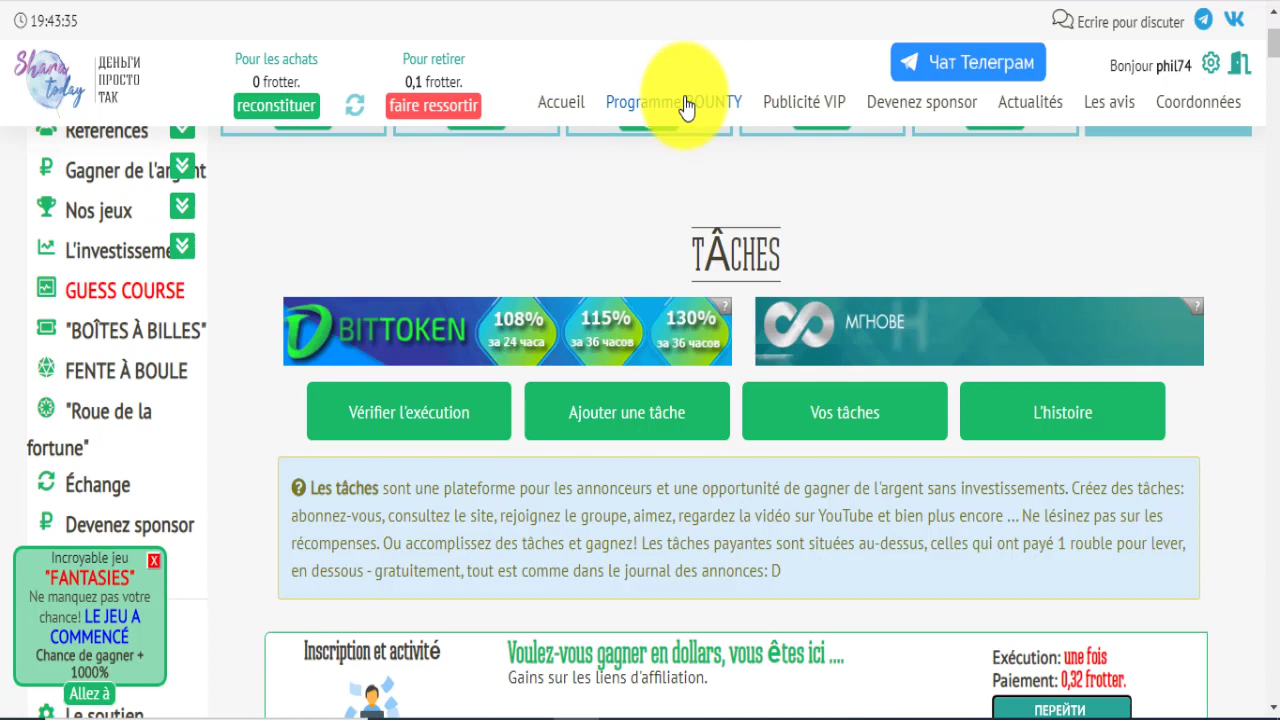 19:43:35
Ecrire pour discuter
Shara today
ДЕНЬГИ
ПРОСТО
ТАК
Pour les achats
0 frotter.
reconstituer
Pour retirer
0,1 frotter.
faire ressortir
Чат Телеграм
Bonjour phil74
Accueil
Programme BOUNTY
Publicité VIP
Devenez sponsor
Actualités
Les avis
Coordonnées
Références
Gagner de l'argent
Nos jeux
L'investisseme
GUESS COURSE
"BOÎTES À BILLES"
FENTE À BOULE
"Roue de la
fortune"
Échange
Devenez sponsor
Incroyable jeu
X
"FANTASIES"
Ne manquez pas votre
chance! LE JEU A
COMMENCÉ
Chance de gagner +
1000%
Allez à
Le soutien
TÂCHES
BITTOKEN
108%
за 24 часа
115%
за 36 часов
130%
за 36 часов
?
МГНОВЕ
?
Vérifier l'exécution
Ajouter une tâche
Vos tâches
L'histoire
Les tâches sont une plateforme pour les annonceurs et une opportunité de gagner de l'argent sans investissements. Créez des tâches:
abonnez-vous, consultez le site, rejoignez le groupe, aimez, regardez la vidéo sur YouTube et bien plus encore ... Ne lésinez pas sur les
récompenses. Ou accomplissez des tâches et gagnez! Les tâches payantes sont situées au-dessus, celles qui ont payé 1 rouble pour lever,
en dessous - gratuitement, tout est comme dans le journal des annonces: D
Inscription et activité
Voulez-vous gagner en dollars, vous êtes ici ....
Gains sur les liens d'affiliation.
Exécution: une fois
Paiement: 0,32 frotter.
ПЕРЕЙТИ